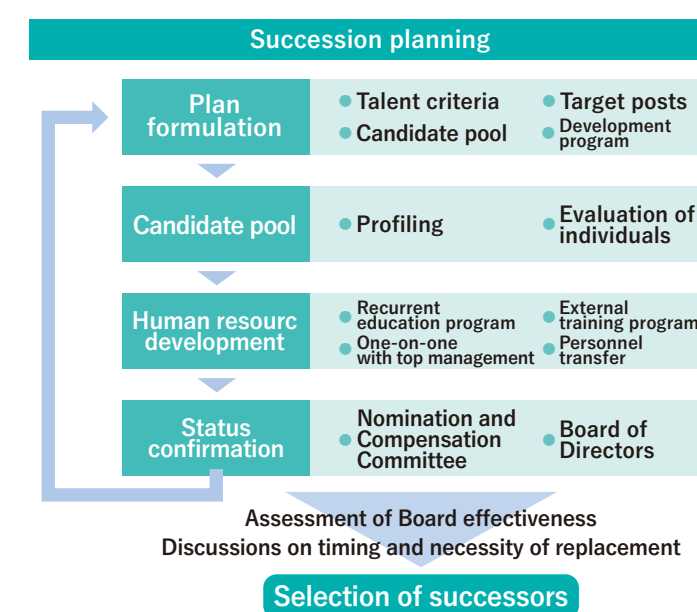 Succession planning
Plan
formulation
Talent criteria
Target posts
Candidate pool
Development
program
Candidate pool
Profiling
Evaluation of
individuals
Human resourc
development
Recurrent
education program
External
training program
One-on-one
with top management
Personnel
transfer
Status
confirmation
Nomination and
Compensation
Committee
Board of
Directors
Assessment of Board effectiveness
Discussions on timing and necessity of replacement
Selection of successors